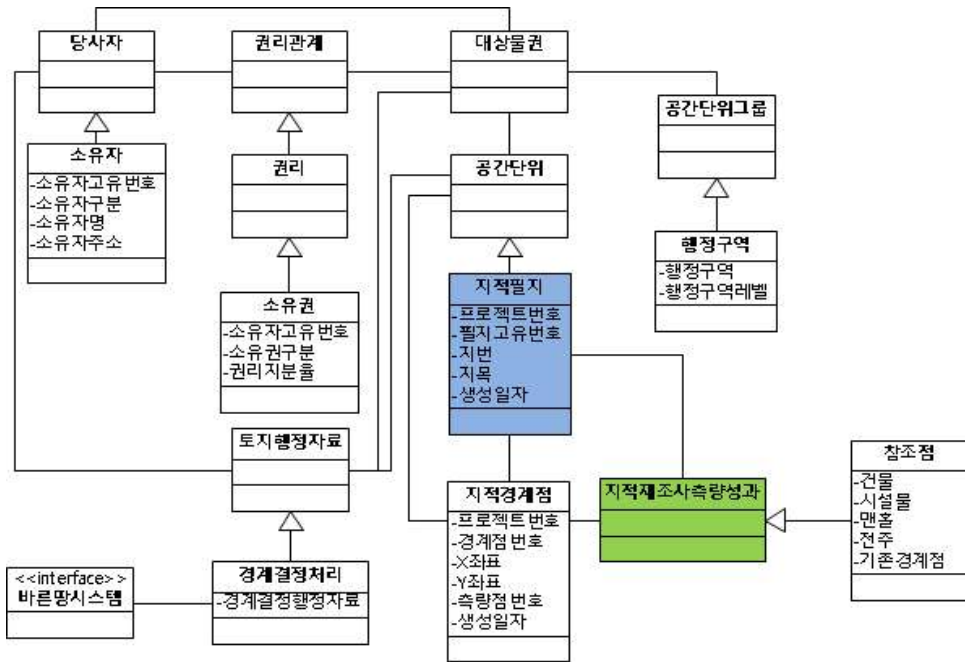 당사자
권리관계
대상물권
공간단위그룹
소유자
-소유자고유번호
-소유자구분
-소유자명
-소유자주소
권리
공간단위
행정구역
-행정구역
-행정구역레벨
소유권
-소유자고유번호
-소유권구분
-권리지분율
지적필지
-프로젝트번호
-필지고유번호
-지번
-지목
-생성일자
토지행정자료
지적경계점
-프로젝트번호
-경계점번호
-X좌표
-Y좌표
-측량점번호
-생성일자
지적재조사측량성과
참조점
-건물
-시설물
-맨홀
-전주
-기존경계점
<<interface>>
바른땅시스템
경계결정처리
-경계결정행정자료